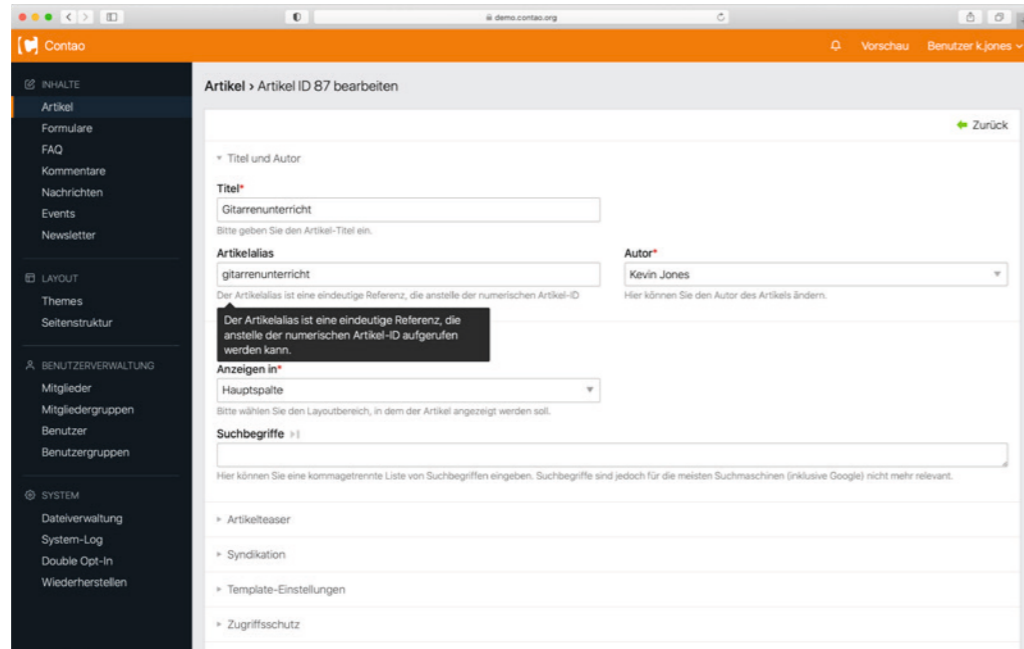 demo.contao.org
Contao
Vorschau
Benutzer k.jones
INHALTE
Artikel
Formulare
FAQ
Kommentare
Nachrichten
Events
Newsletter
LAYOUT
Themes
Seitenstruktur
BENUTZERVERWALTUNG
Mitglieder
Mitgliedergruppen
Benutzer
Benutzergruppen
SYSTEM
Dateiverwaltung
System-Log
Double Opt-In
Wiederherstellen
Artikel › Artikel ID 87 bearbeiten
Zurück
Titel und Autor
Titel*
Gitarrenunterricht
Bitte geben Sie den Artikel-Titel ein.
Artikelalias
gitarrenunterricht
Der Artikelalias ist eine eindeutige Referenz, die anstelle der numerischen Artikel-ID
Autor*
Kevin Jones
Hier können Sie den Autor des Artikels ändern.
Der Artikelalias ist eine eindeutige Referenz, die
anstelle der numerischen Artikel-ID aufgerufen
werden kann.
Anzeigen in*
Hauptspalte
Bitte wählen Sie den Layoutbereich, in dem der Artikel angezeigt werden soll.
Suchbegriffe
Hier können Sie eine kommagetrennte Liste von Suchbegriffen eingeben. Suchbegriffe sind jedoch für die meisten Suchmaschinen (inklusive Google) nicht mehr relevant.
Artikelteaser
Syndikation
Template-Einstellungen
Zugriffsschutz